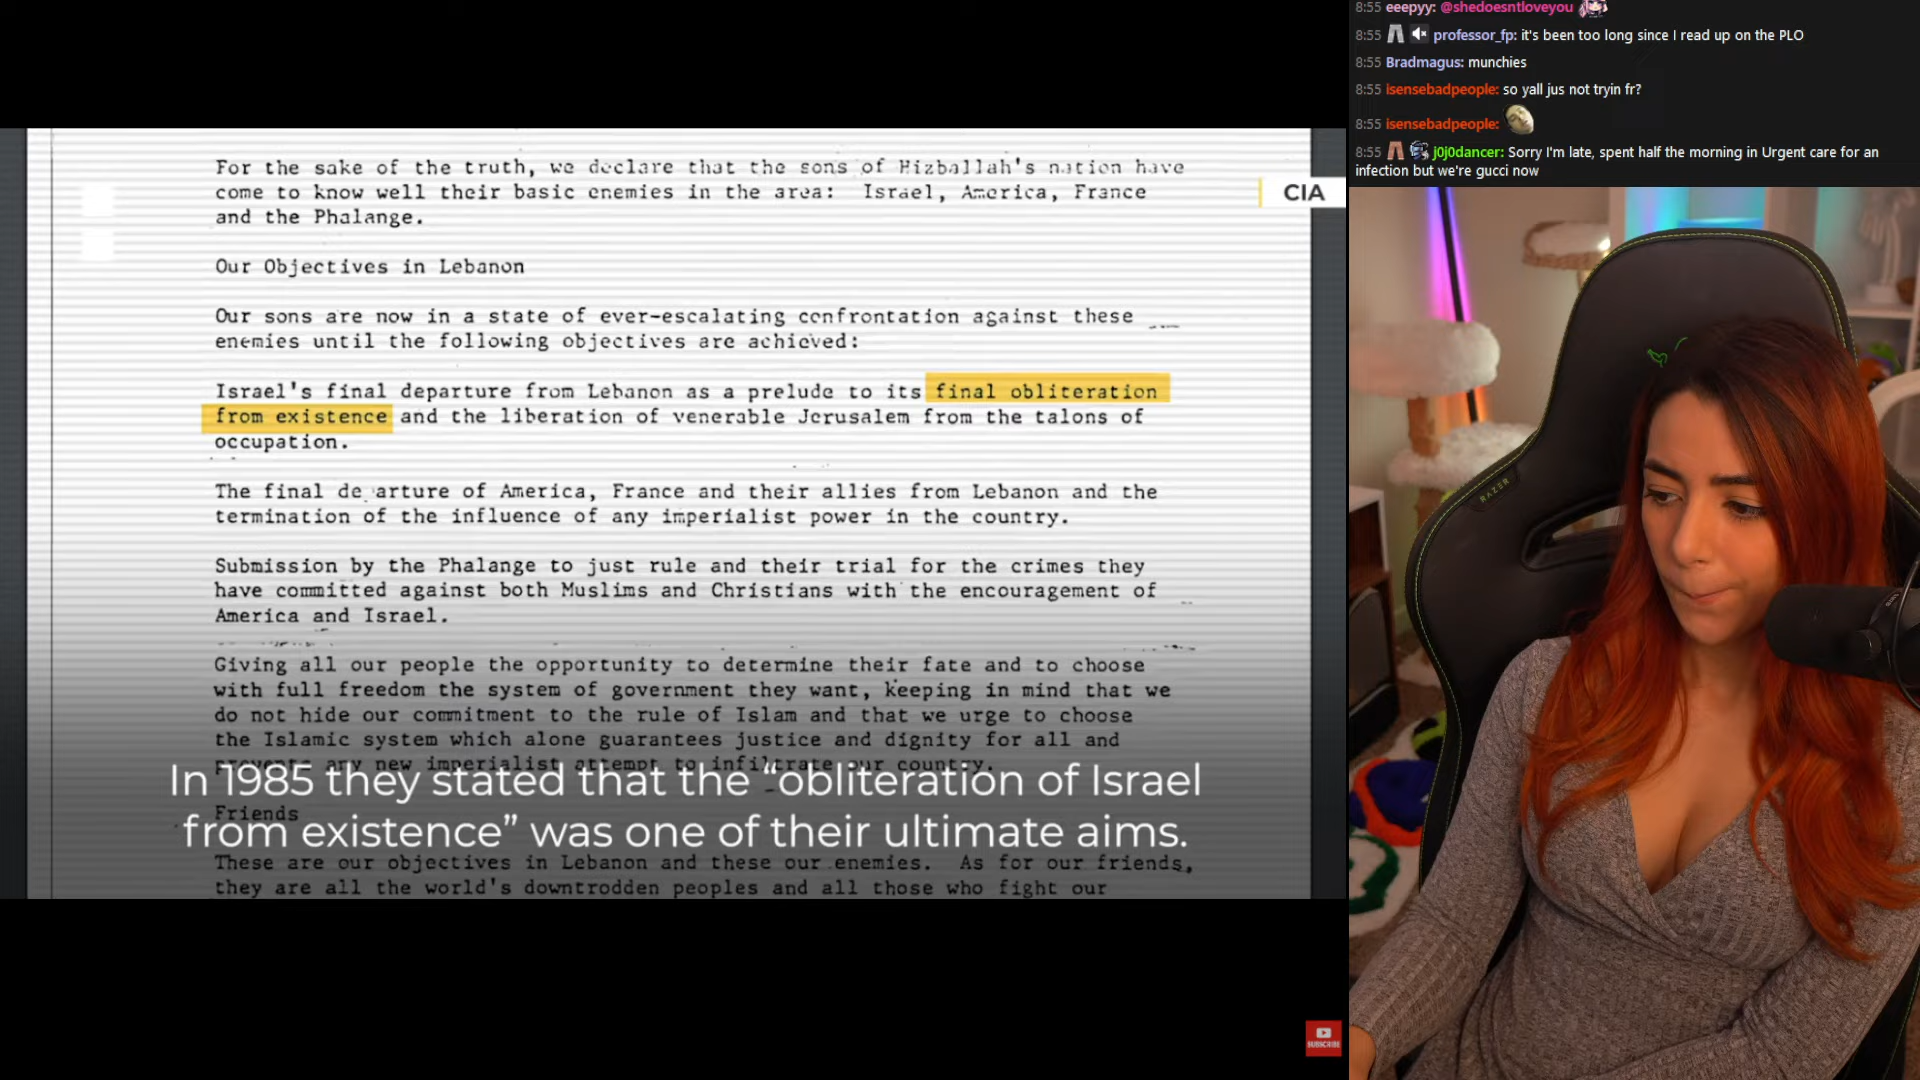 For the sake of the truth, we declare that the sons of Hizballah's nation have
come to know well their basic enemies in the area: Israel, America, France
and the Phalange.
Our Objectives in Lebanon
Our sons are now in a state of ever-escalating confrontation against these
enemies until the following objectives are achieved:
Israel's final departure from Lebanon as a prelude to its final obliteration
from existence and the liberation of venerable Jerusalem from the talons of
occupation.
The final de arture of America, France and their allies from Lebanon and the
termination of the influence of any imperialist power in the country.
Submission by the Phalange to just rule and their trial for the crimes they
have committed against both Muslims and Christians with the encouragement of
America and Israel.
Giving all our people the opportunity to determine their fate and to choose
with full freedom the system of government they want, keeping in mind that we
do not hide our commitment to the rule of Islam and that we urge to choose
the Islamic system which alone guarantees justice and dignity for all and
prevents any new imperialist attempt to infiltrate our country.
Friends
These are our objectives in Lebanon and these our enemies. As for our friends,
they are all the world's downtrodden peoples and all those who fight our
In 1985 they stated that the “obliteration of Israel
from existence” was one of their ultimate aims.
CIA
SUBSCRIBE
8:55 eeepyy: @shedoesntloveyou
8:55 professor_fp: it's been too long since I read up on the PLO
8:55 Bradmagus: munchies
8:55 isensebadpeople: so yall jus not tryin fr?
8:55 isensebadpeople:
8:55 j0j0dancer: Sorry I'm late, spent half the morning in Urgent care for an
infection but we're gucci now
RAZER